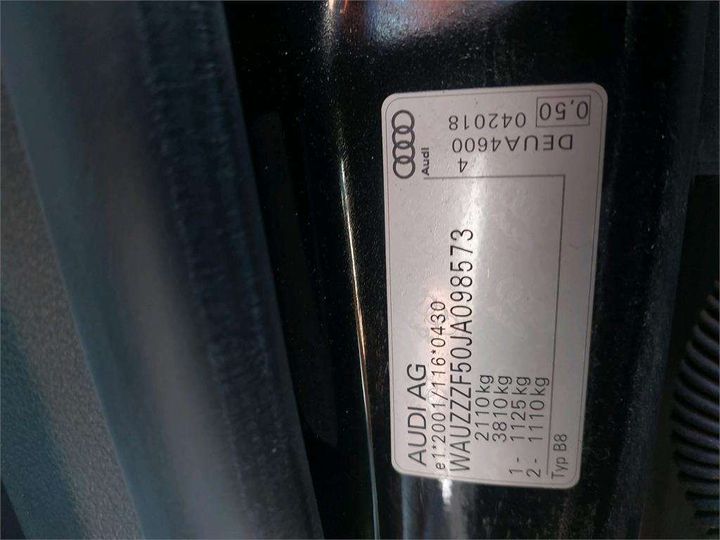 AUDI AG
e1*2001/116*0430
WAUZZZF50JA098573
2110 kg
3810 kg
1 - 1125 kg
2 - 1110 kg
Typ B8
Audi
4
DEUA4600
042018
0,50